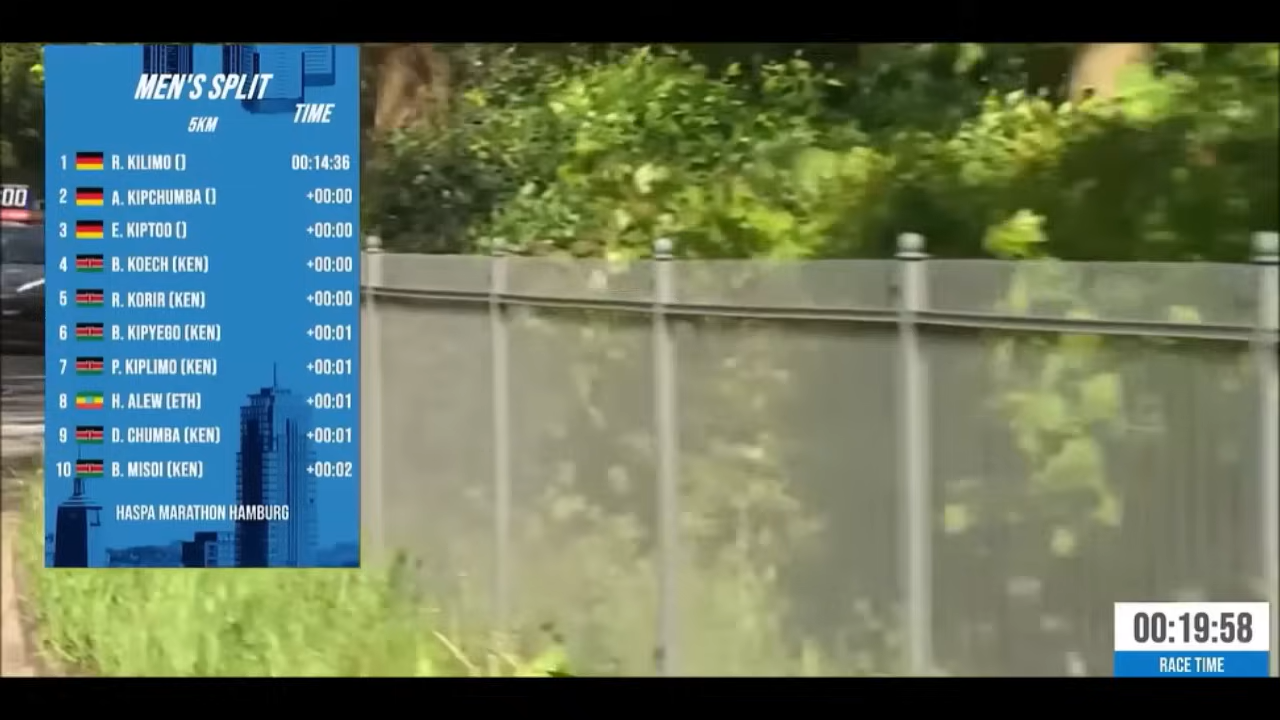 MEN'S SPLIT
5KM
TIME
1 R. KILIMO () 00:14:36
2 A. KIPCHUMBA () +00:00
3 E. KIPTOO () +00:00
4 B. KOECH (KEN) +00:00
5 R. KORIR (KEN) +00:00
6 B. KIPYEGO (KEN) +00:01
7 P. KIPLIMO (KEN) +00:01
8 H. ALEW (ETH) +00:01
9 D. CHUMBA (KEN) +00:01
10 B. MISOI (KEN) +00:02
HASPA MARATHON HAMBURG
00
00:19:58
RACE TIME